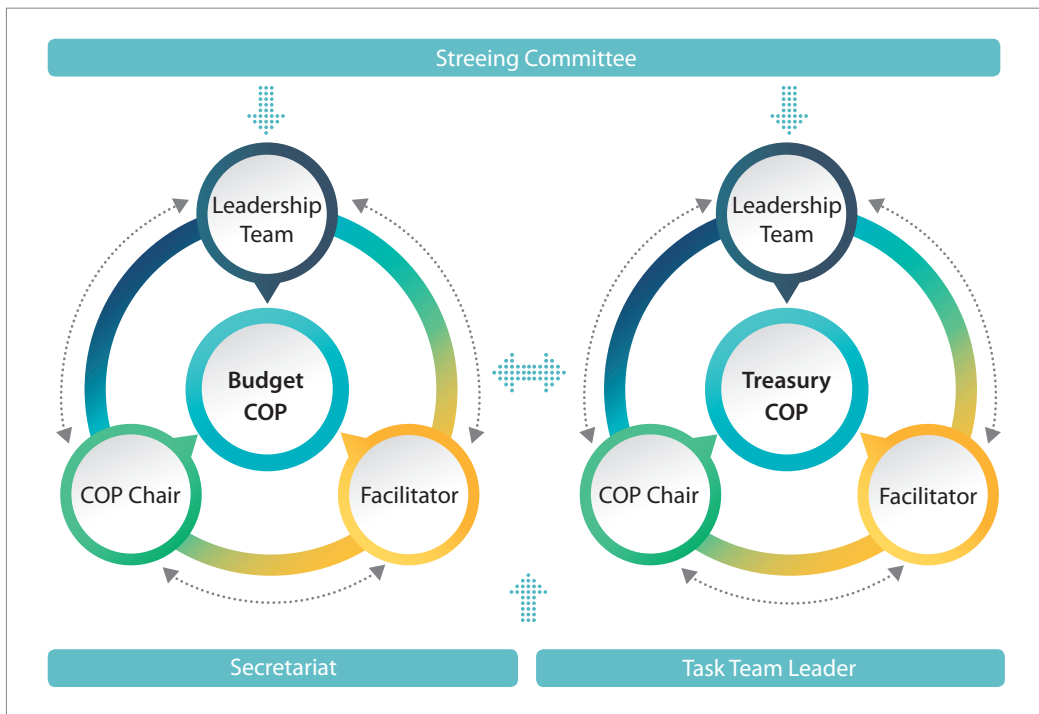 Streeing Committee
Leadership
Team
Budget
COP
COP Chair
Facilitator
Leadership
Team
Treasury
COP
COP Chair
Facilitator
Secretariat
Task Team Leader